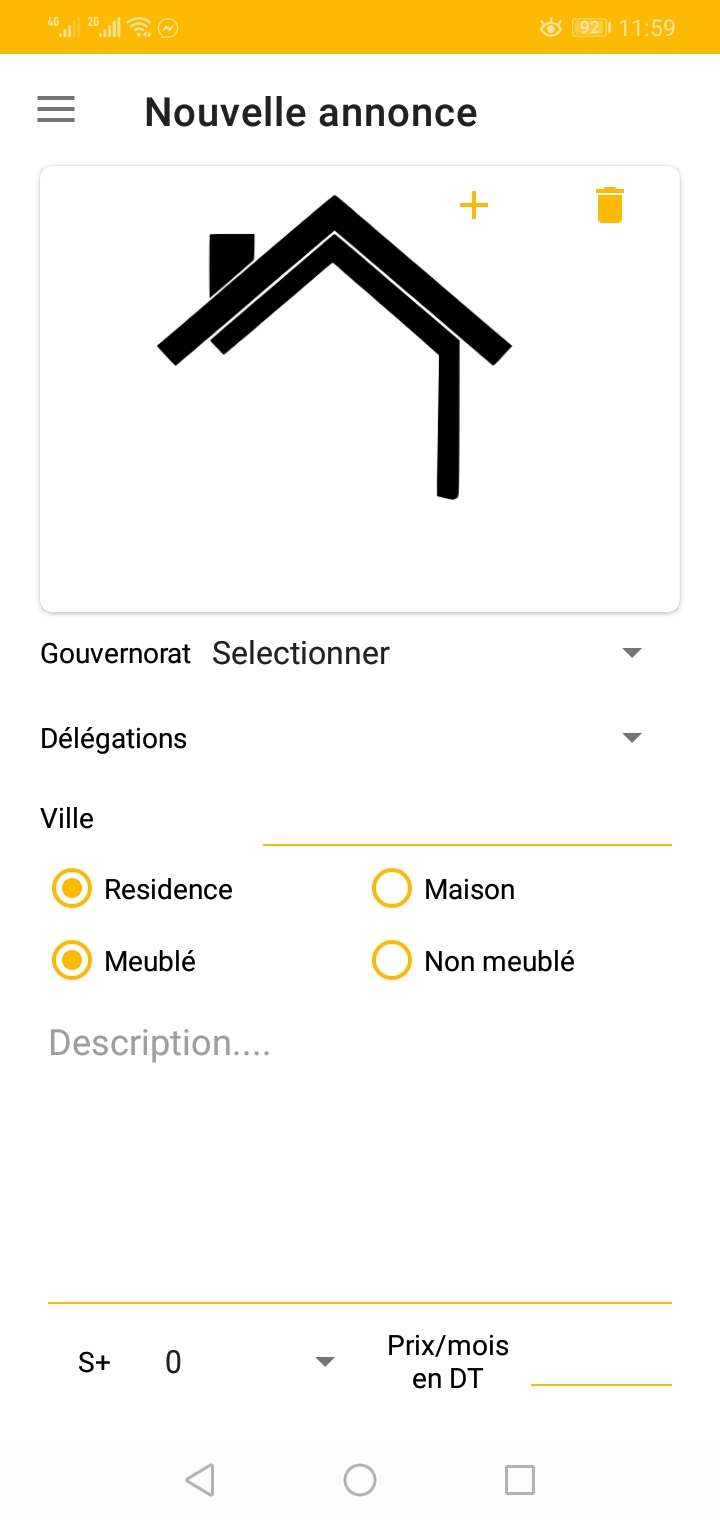 4G 2G 92 11:59
Nouvelle annonce
Gouvernorat Selectionner
Délégations
Ville
Residence Maison
Meublé Non meublé
Description....
S+ 0 Prix/mois
en DT